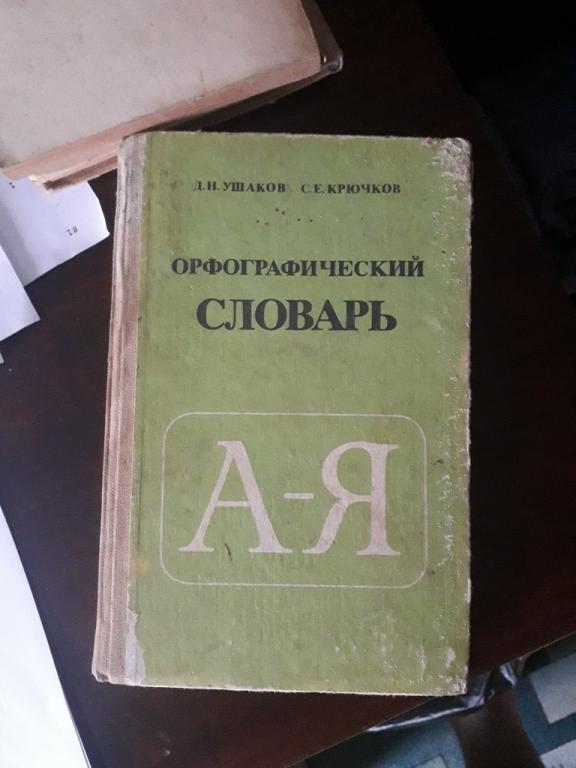 Д.Н.УШАКОВ С.Е.КРЮЧКОВ
ОРФОГРАФИЧЕСКИЙ
СЛОВАРЬ
А-Я